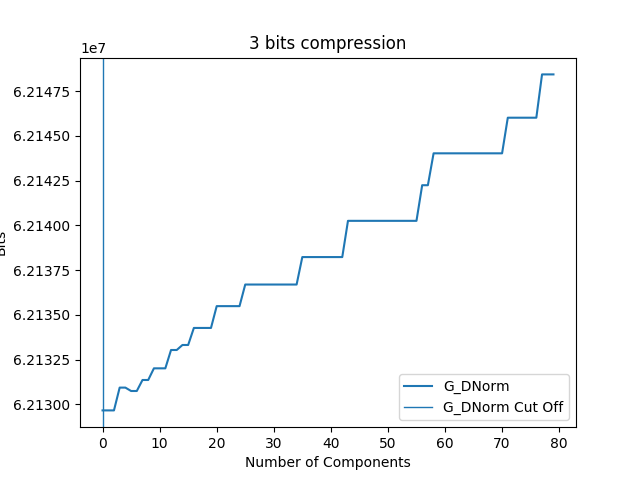 3 bits compression
1e7
6.21475
6.21450
6.21425
6.21400
6.21375
6.21350
6.21325
6.21300
Bits
0 10 20 30 40 50 60 70 80
Number of Components
G_DNorm
G_DNorm Cut Off